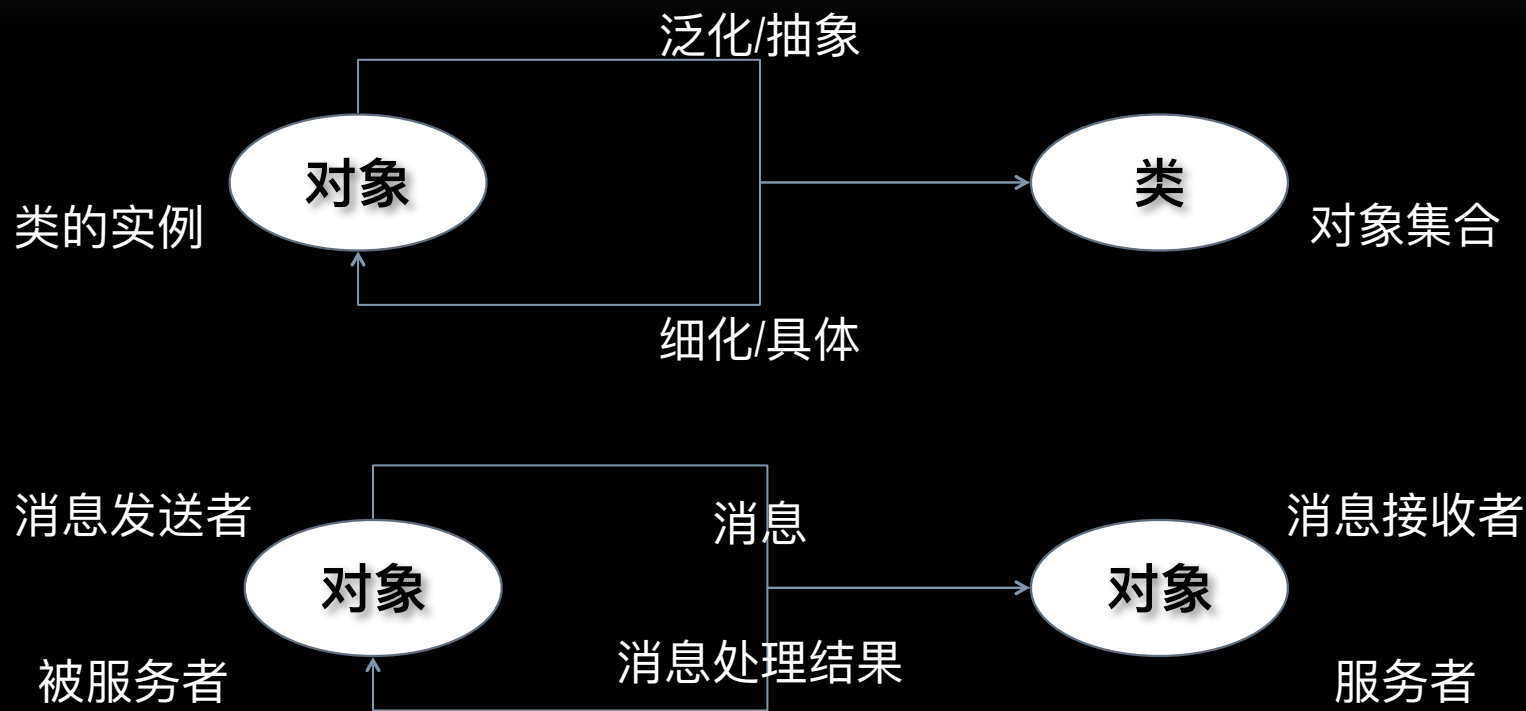 泛化/抽象
对象
类
类的实例
对象集合
细化/具体
消息发送者
消息
消息接收者
对象
对象
消息处理结果
被服务者
服务者